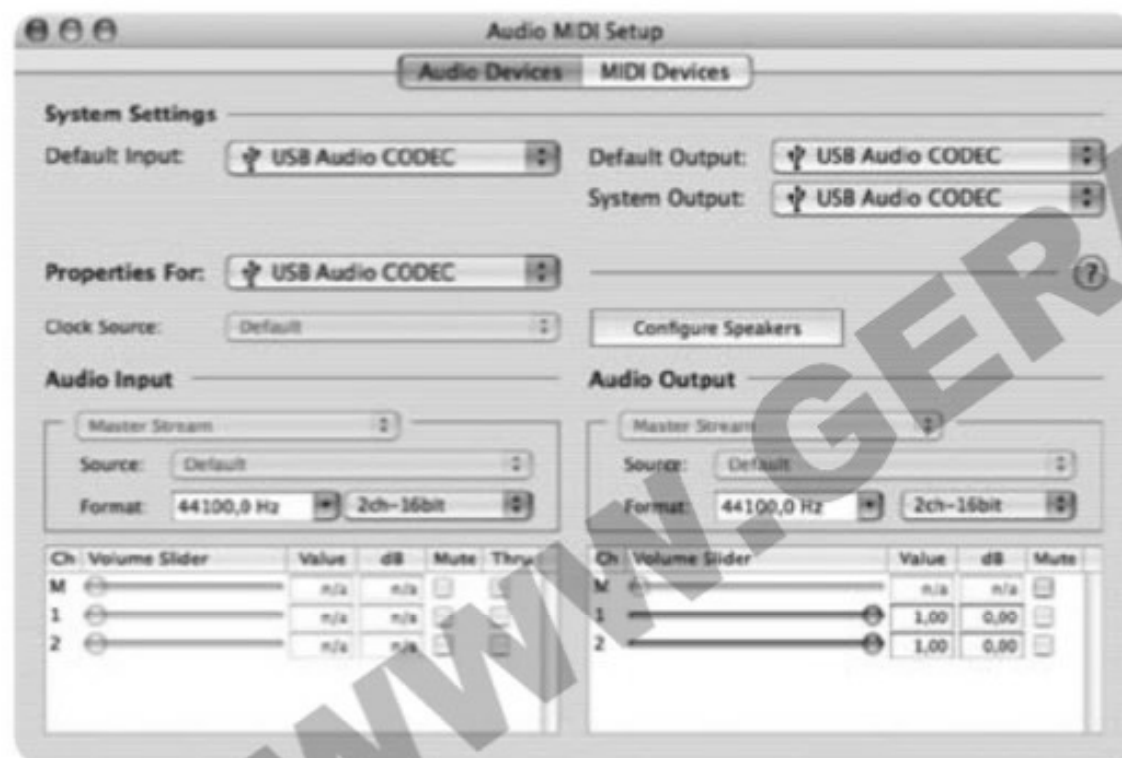 Audio MIDI Setup
Audio Devices MIDI Devices
System Settings
Default Input: USB Audio CODEC
Default Output: USB Audio CODEC
System Output: USB Audio CODEC
Properties For: USB Audio CODEC ?
Clock Source: Default
Configure Speakers
Audio Input
Master Stream
Source: Default
Format: 44100,0 Hz 2ch-16bit
Ch Volume Slider Value dB Mute Thru
M n/a n/a
1 n/a n/a
2 n/a n/a
Audio Output
Master Stream
Source: Default
Format: 44100,0 Hz 2ch-16bit
Ch Volume Slider Value dB Mute
M n/a n/a
1 1,00 0,00
2 1,00 0,00
WWW.GER